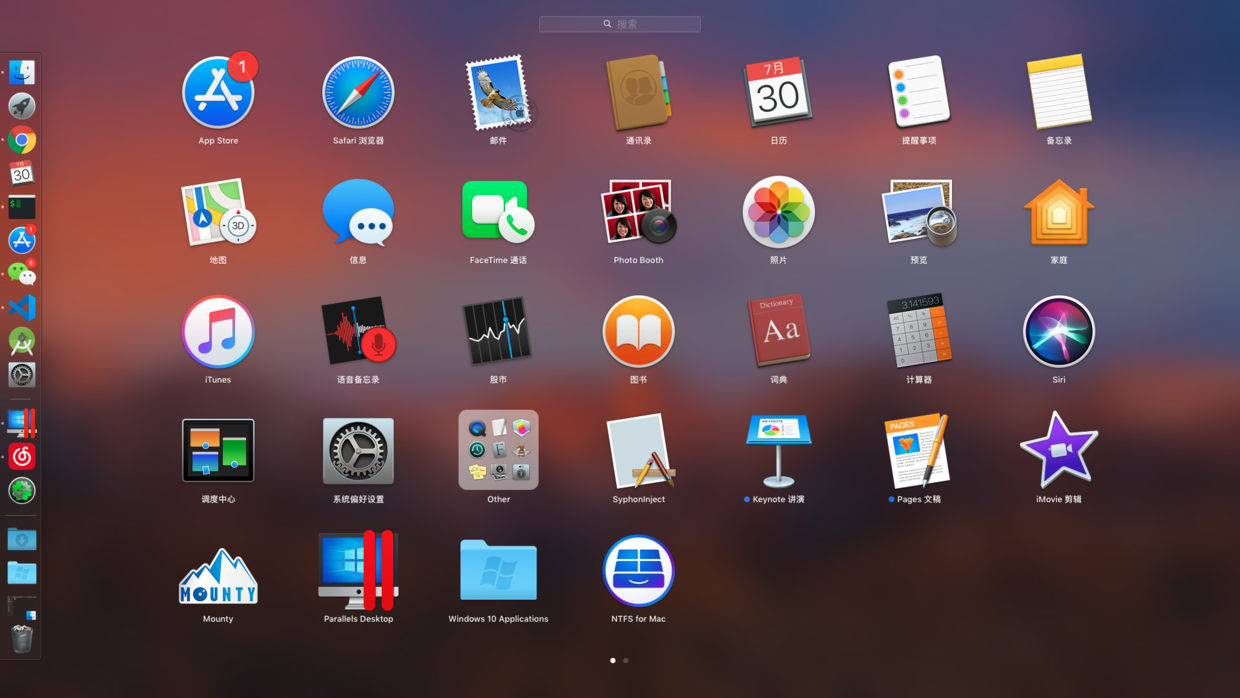 搜索
1
7月
30
App Store
Safari 浏览器
邮件
通讯录
日历
提醒事项
备忘录
3D
地图
信息
FaceTime 通话
Photo Booth
照片
预览
家庭
Dictionary
Aa
3.141593
iTunes
语音备忘录
股市
图书
词典
计算器
Siri
KEYNOTE
PAGES
调度中心
系统偏好设置
Other
SyphonInject
Keynote 讲演
Pages 文稿
iMovie 剪辑
MOUNTY
Mounty
Parallels Desktop
Windows 10 Applications
NTFS for Mac
7月
30
$
1